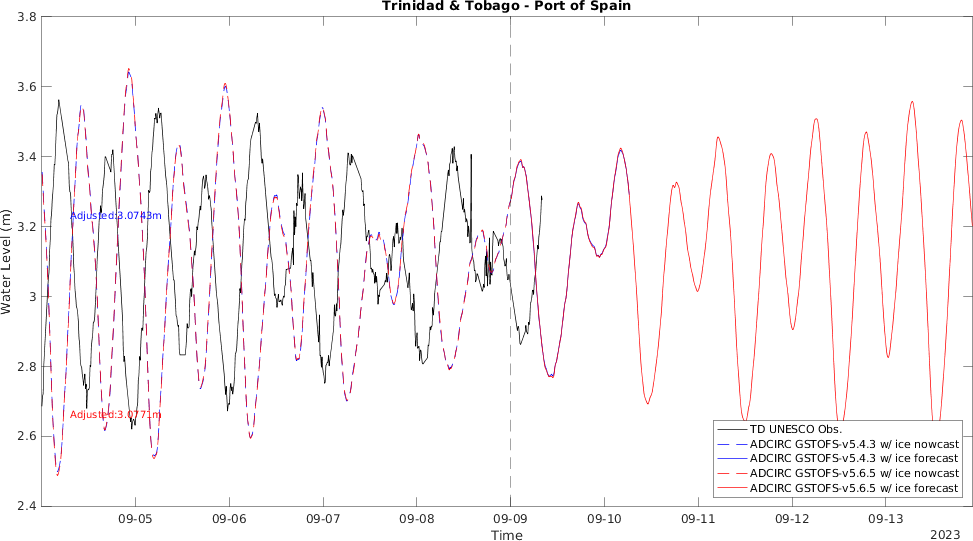 Trinidad & Tobago - Port of Spain
3.8
3.6
3.4
3.2
3
2.8
2.6
2.4
Water Level (m)
Adjusted:3.0743m
Adjusted:3.0771m
TD UNESCO Obs.
ADCIRC GSTOFS-v5.4.3 w/ ice nowcast
ADCIRC GSTOFS-v5.4.3 w/ ice forecast
ADCIRC GSTOFS-v5.6.5 w/ ice nowcast
ADCIRC GSTOFS-v5.6.5 w/ ice forecast
09-05 09-06 09-07 09-08 09-09 09-10 09-11 09-12 09-13
Time
2023